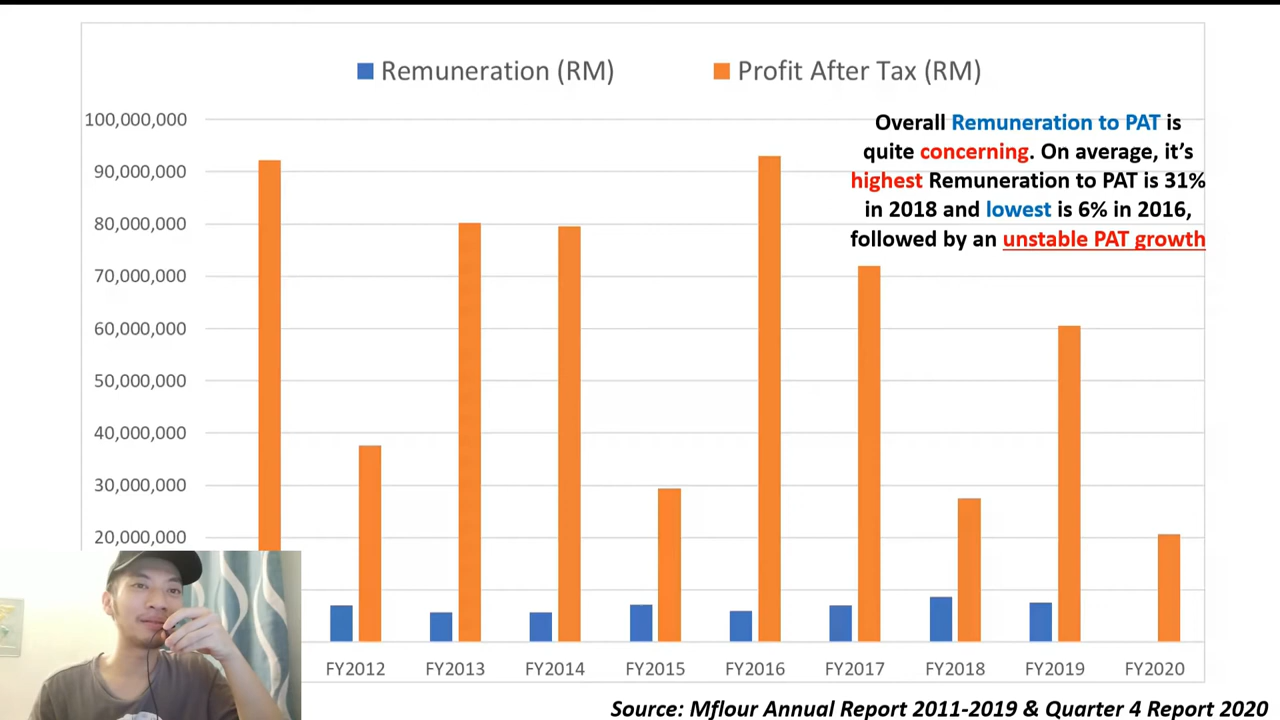 Remuneration (RM) Profit After Tax (RM)
100,000,000
90,000,000
80,000,000
70,000,000
60,000,000
50,000,000
40,000,000
30,000,000
20,000,000
Overall Remuneration to PAT is
quite concerning. On average, it’s
highest Remuneration to PAT is 31%
in 2018 and lowest is 6% in 2016,
followed by an unstable PAT growth
FY2012 FY2013 FY2014 FY2015 FY2016 FY2017 FY2018 FY2019 FY2020
Source: Mflour Annual Report 2011-2019 & Quarter 4 Report 2020